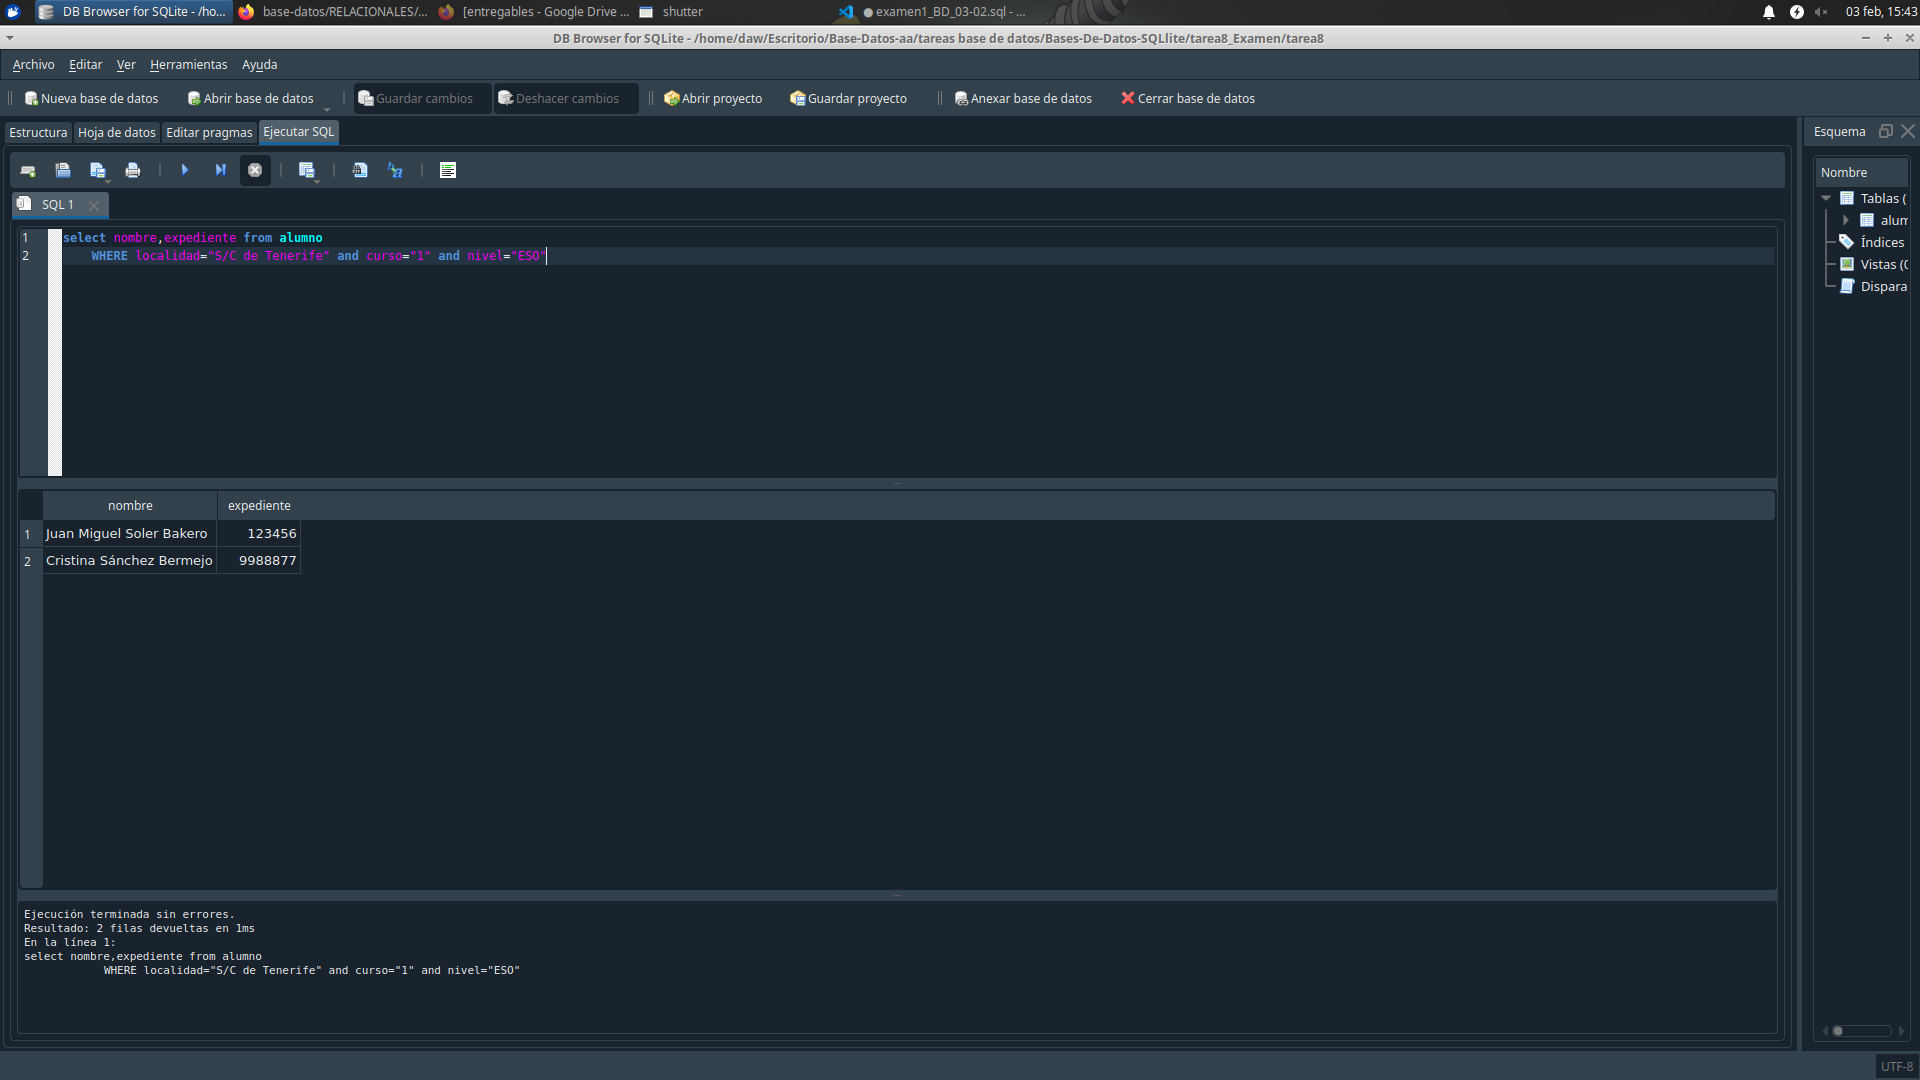 DB Browser for SQLite - /ho...
base-datos/RELACIONALES/...
[entregables - Google Drive ...
shutter
● examen1_BD_03-02.sql - ...
03 feb, 15:43
DB Browser for SQLite - /home/daw/Escritorio/Base-Datos-aa/tareas base de datos/Bases-De-Datos-SQLlite/tarea8_Examen/tarea8
Archivo Editar Ver Herramientas Ayuda
Nueva base de datos Abrir base de datos Guardar cambios Deshacer cambios Abrir proyecto Guardar proyecto Anexar base de datos Cerrar base de datos
Estructura Hoja de datos Editar pragmas Ejecutar SQL
SQL 1
1 select nombre,expediente from alumno
2 WHERE localidad="S/C de Tenerife" and curso="1" and nivel="ESO"
nombre expediente
1 Juan Miguel Soler Bakero 123456
2 Cristina Sánchez Bermejo 9988877
Ejecución terminada sin errores.
Resultado: 2 filas devueltas en 1ms
En la línea 1:
select nombre,expediente from alumno
WHERE localidad="S/C de Tenerife" and curso="1" and nivel="ESO"
Esquema
Nombre
Tablas (
alum
Índices
Vistas (0
Dispara
UTF-8